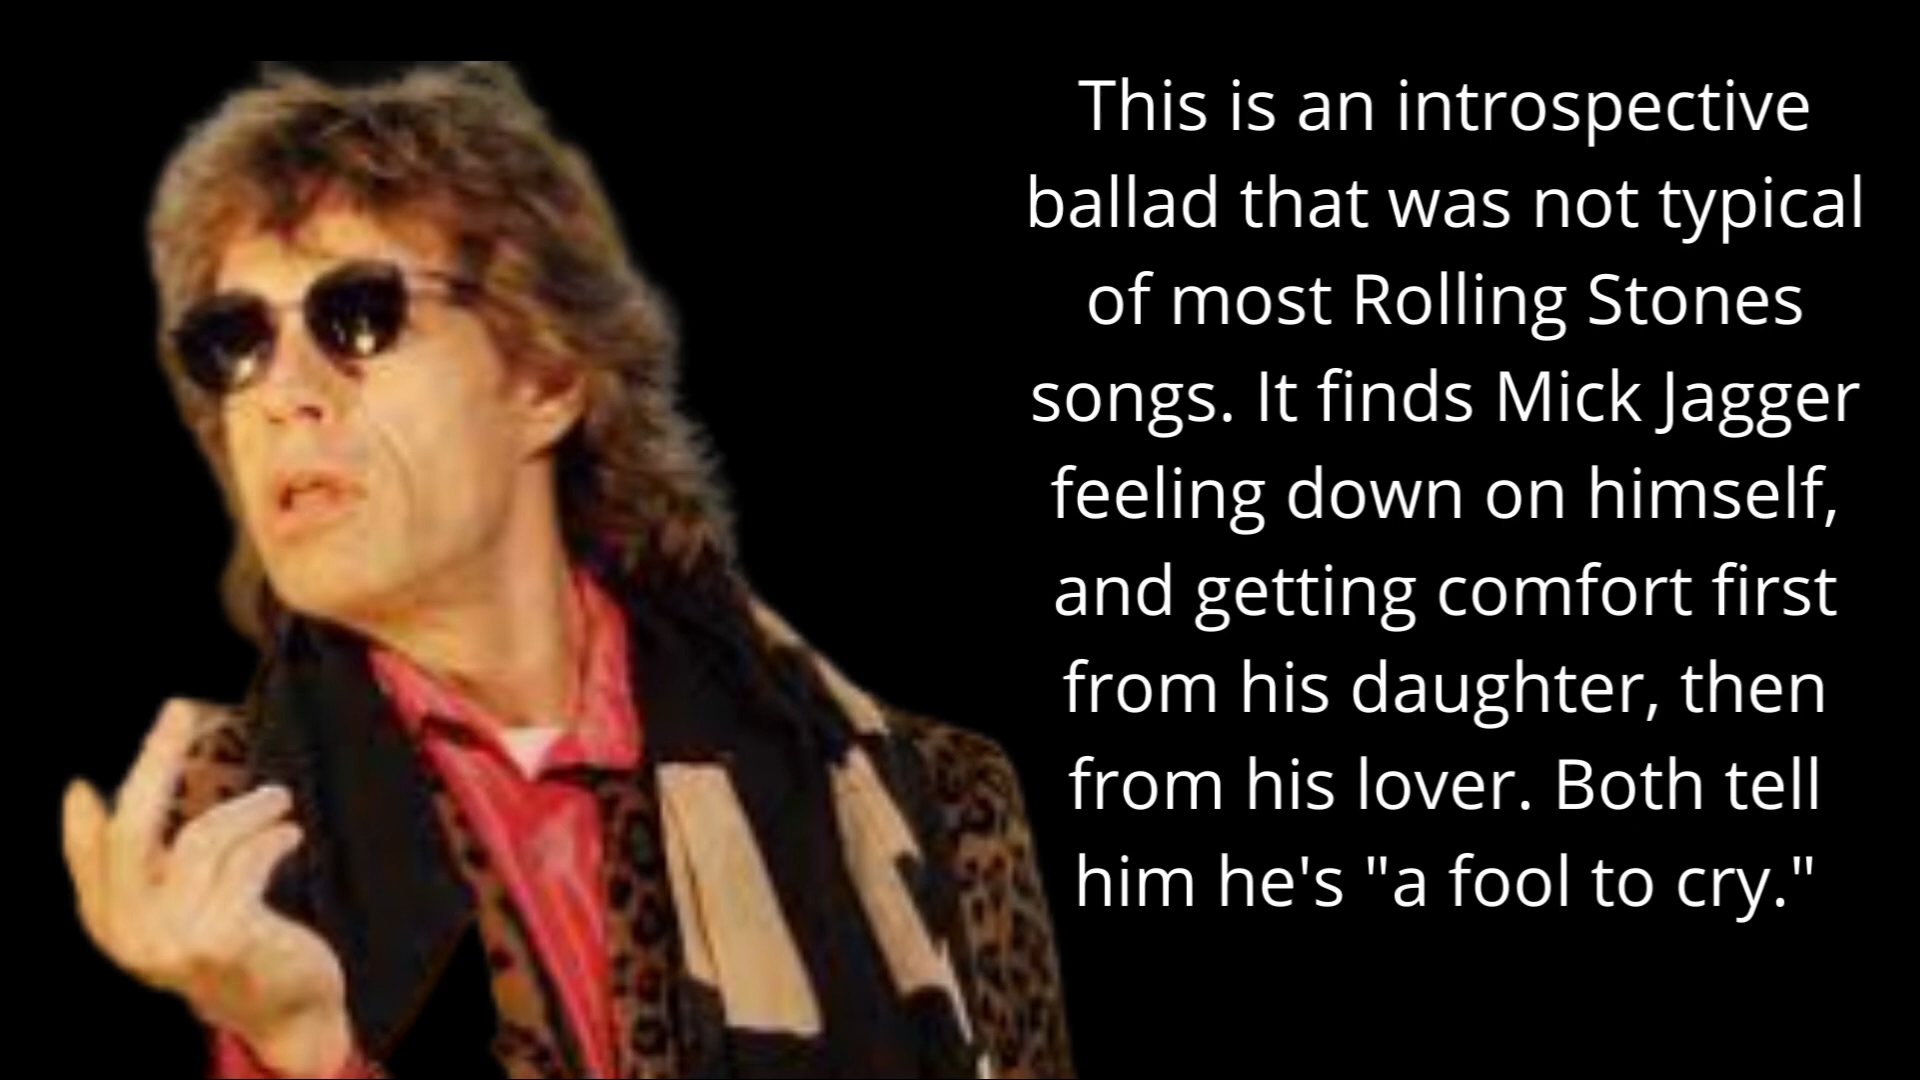 This is an introspective
ballad that was not typical
of most Rolling Stones
songs. It finds Mick Jagger
feeling down on himself,
and getting comfort first
from his daughter, then
from his lover. Both tell
him he's "a fool to cry."